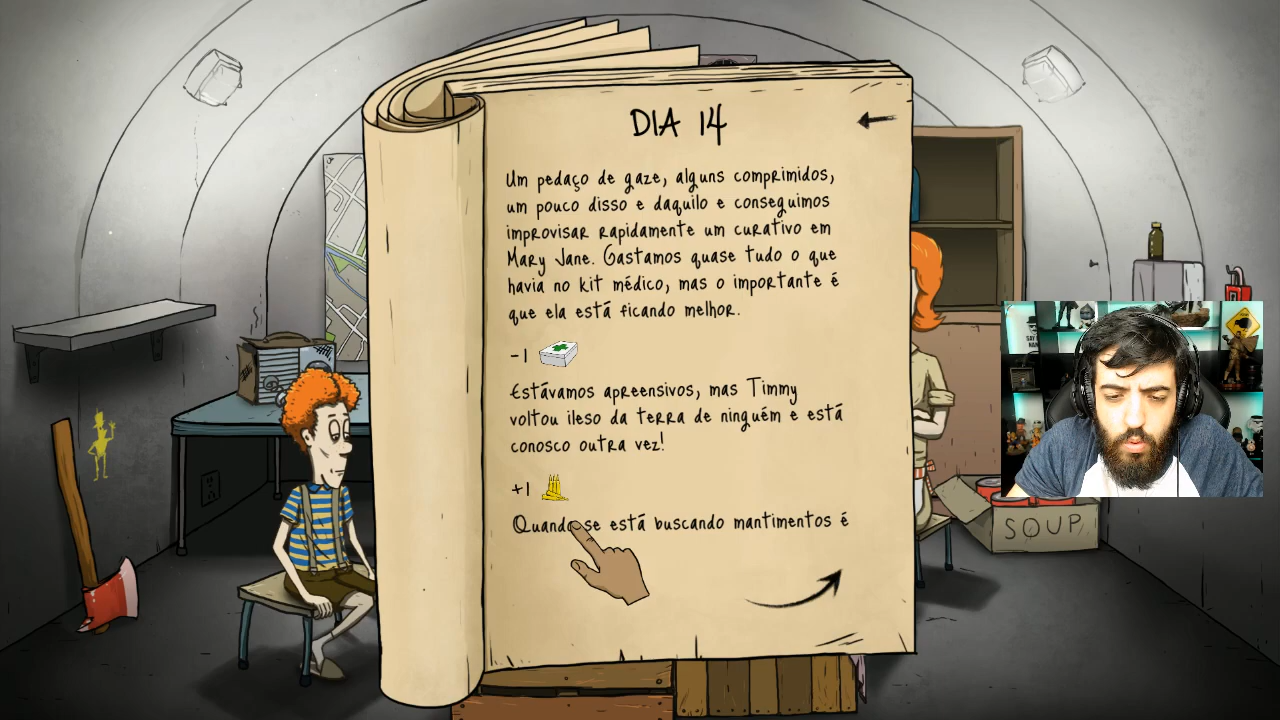 DIA 14
Um pedaço de gaze, alguns comprimidos,
um pouco disso e daquilo e conseguimos
improvisar rapidamente um curativo em
Mary Jane. Gastamos quase tudo o que
havia no kit médico, mas o importante é
que ela está ficando melhor.
-1
Estávamos apreensivos, mas Timmy
voltou ileso da terra de ninguém e está
conosco outra vez!
+1
Quando se está buscando mantimentos é
SOUP